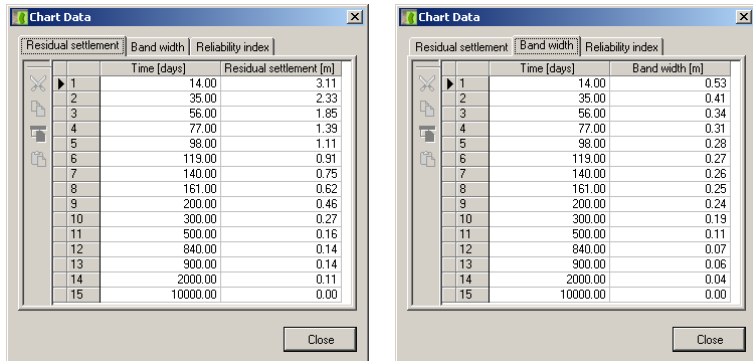 Chart Data
Residual settlement Band width Reliability index
Time [days] Residual settlement [m]
1 14.00 3.11
2 35.00 2.33
3 56.00 1.85
4 77.00 1.39
5 98.00 1.11
6 119.00 0.91
7 140.00 0.75
8 161.00 0.62
9 200.00 0.46
10 300.00 0.27
11 500.00 0.16
12 840.00 0.14
13 900.00 0.14
14 2000.00 0.11
15 10000.00 0.00
Close
Chart Data
Residual settlement Band width Reliability index
Time [days] Band width [m]
1 14.00 0.53
2 35.00 0.41
3 56.00 0.34
4 77.00 0.31
5 98.00 0.28
6 119.00 0.27
7 140.00 0.26
8 161.00 0.25
9 200.00 0.24
10 300.00 0.19
11 500.00 0.11
12 840.00 0.07
13 900.00 0.06
14 2000.00 0.04
15 10000.00 0.00
Close